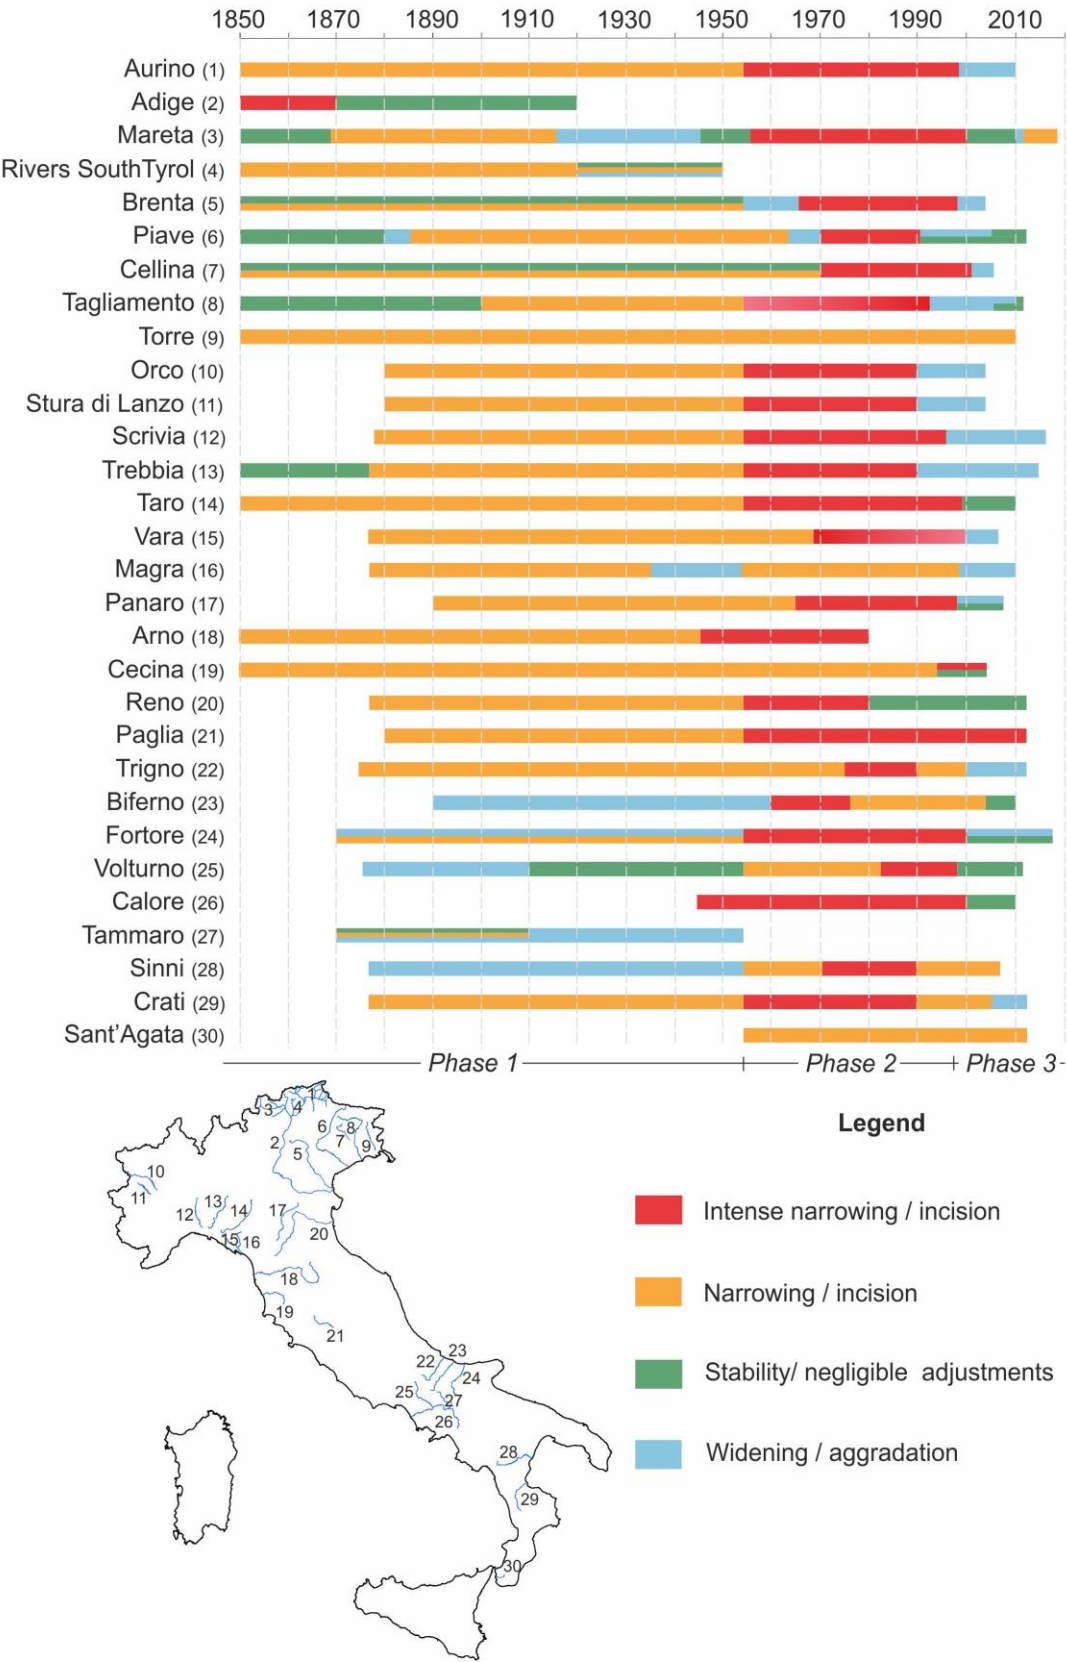 1850 1870 1890 1910 1930 1950 1970 1990 2010
Aurino (1)
Adige (2)
Mareta (3)
Rivers SouthTyrol (4)
Brenta (5)
Piave (6)
Cellina (7)
Tagliamento (8)
Torre (9)
Orco (10)
Stura di Lanzo (11)
Scrivia (12)
Trebbia (13)
Taro (14)
Vara (15)
Magra (16)
Panaro (17)
Arno (18)
Cecina (19)
Reno (20)
Paglia (21)
Trigno (22)
Biferno (23)
Fortore (24)
Volturno (25)
Calore (26)
Tammaro (27)
Sinni (28)
Crati (29)
Sant'Agata (30)
Phase 1 Phase 2 Phase 3
1
3 4
6 8
2 7 9
5
10
11
13
12 14 17
15 16 20
18
19
21
23
22
24
25 27
26
28
29
30
Legend
Intense narrowing / incision
Narrowing / incision
Stability/ negligible adjustments
Widening / aggradation